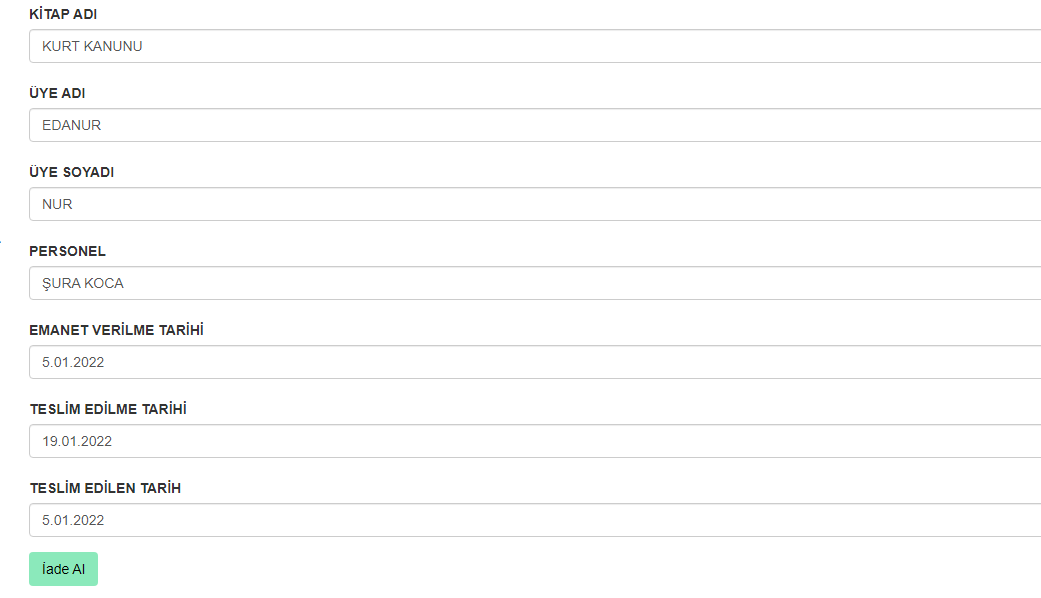 KİTAP ADI
KURT KANUNU
ÜYE ADI
EDANUR
ÜYE SOYADI
NUR
PERSONEL
ŞURA KOCA
EMANET VERİLME TARİHİ
5.01.2022
TESLİM EDİLME TARİHİ
19.01.2022
TESLİM EDİLEN TARİH
5.01.2022
İade Al